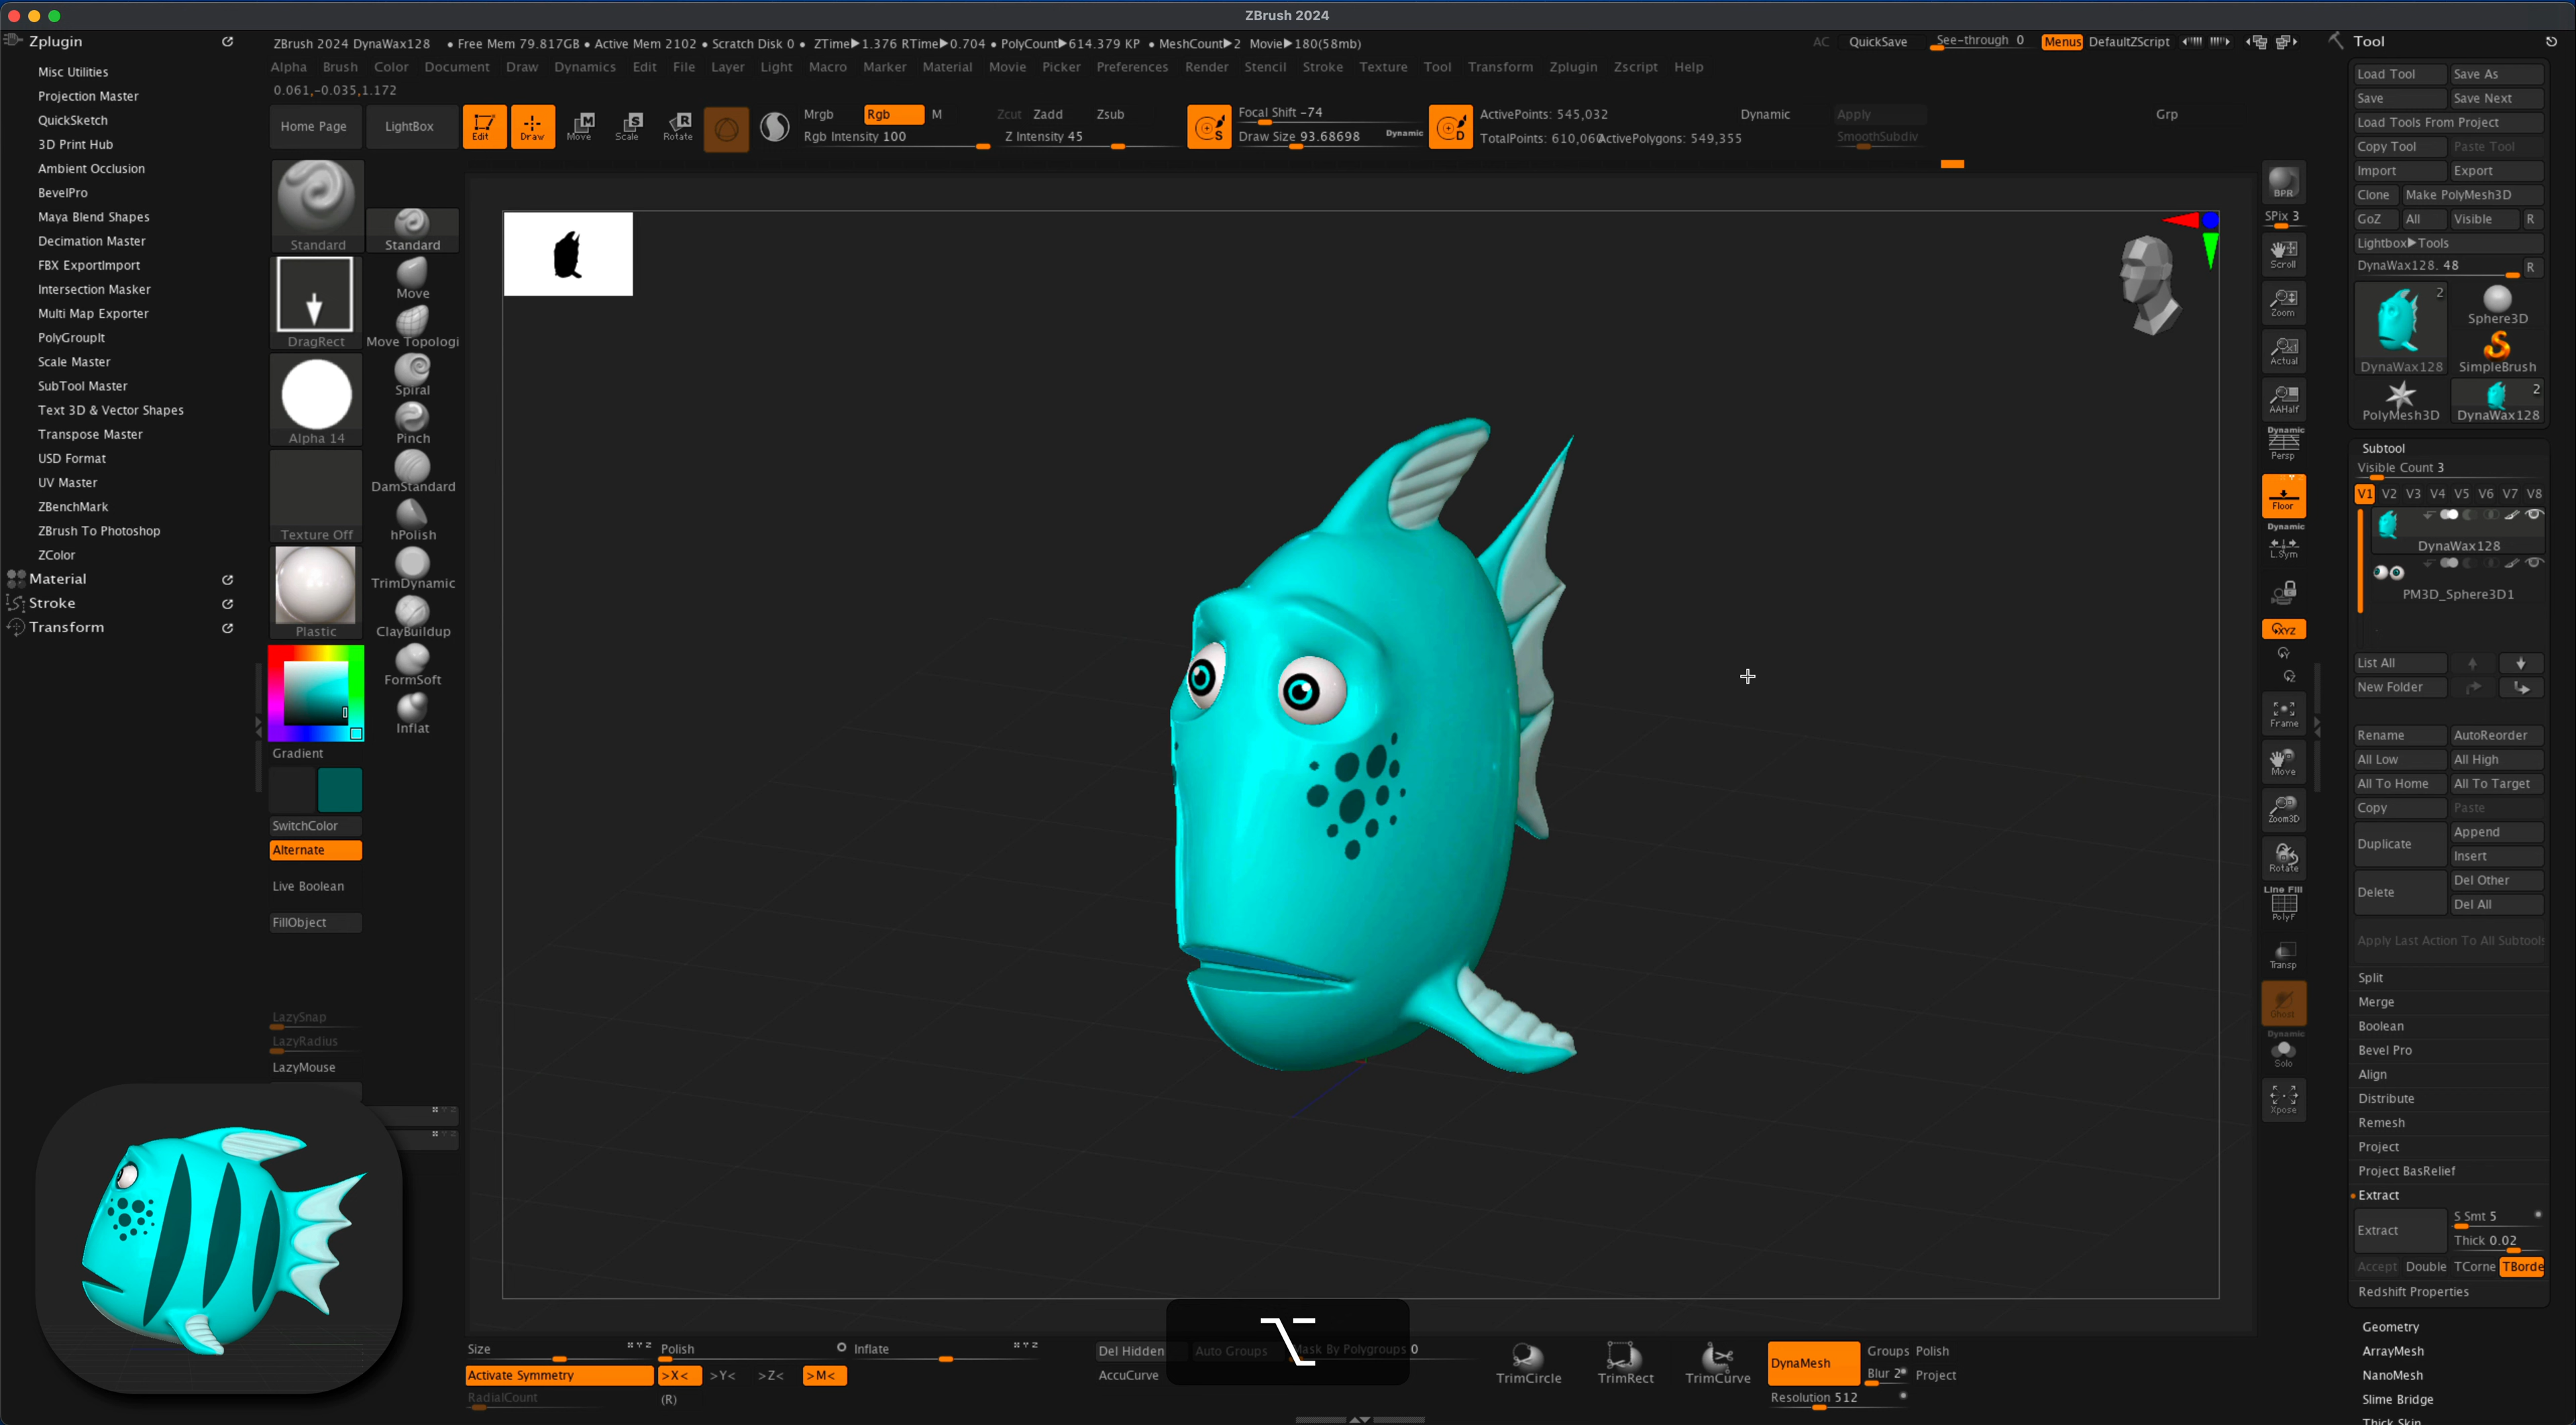 ZBrush 2024
Zplugin
Misc Utilities
Projection Master
QuickSketch
3D Print Hub
Ambient Occlusion
BevelPro
Maya Blend Shapes
Decimation Master
FBX ExportImport
Intersection Masker
Multi Map Exporter
PolyGroupIt
Scale Master
SubTool Master
Text 3D & Vector Shapes
Transpose Master
USD Format
UV Master
ZBenchMark
ZBrush To Photoshop
ZColor
Material
Stroke
Transform
ZBrush 2024 DynaWax128 • Free Mem 79.817GB • Active Mem 2102 • Scratch Disk 0 • ZTime▶1.376 RTime▶0.704 • PolyCount▶614.379 KP • MeshCount▶2 Movie▶180(58mb)
AC QuickSave See-through 0 Menus DefaultZScript
Alpha Brush Color Document Draw Dynamics Edit File Layer Light Macro Marker Material Movie Picker Preferences Render Stencil Stroke Texture Tool Transform Zplugin Zscript Help
0.061,-0.035,1.172
Home Page LightBox Edit Draw Move Scale Rotate
Mrgb Rgb M Zcut Zadd Zsub
Rgb Intensity 100 Z Intensity 45
Focal Shift -74
Draw Size 93.68698 Dynamic
ActivePoints: 545,032
TotalPoints: 610,060 ActivePolygons: 549,355
Dynamic Apply
SmoothSubdiv
Grp
Standard
Standard
DragRect
Alpha 14
Texture Off
Plastic
Move
Move Topologi
Spiral
Pinch
DamStandard
hPolish
TrimDynamic
ClayBuildup
FormSoft
Inflat
Gradient
SwitchColor
Alternate
Live Boolean
FillObject
LazySnap
LazyRadius
LazyMouse
BPR
SPix 3
Scroll
Zoom
Actual
AAHalf
Dynamic
Persp
Floor
Dynamic
L.Sym
XYZ
Frame
Move
Zoom3D
Rotate
Line Fill
PolyF
Transp
Ghost
Dynamic
Solo
Xpose
Tool
Load Tool Save As
Save Save Next
Load Tools From Project
Copy Tool Paste Tool
Import Export
Clone Make PolyMesh3D
GoZ All Visible R
Lightbox▶Tools
DynaWax128. 48 R
2
Sphere3D
DynaWax128 SimpleBrush
2
PolyMesh3D DynaWax128
Subtool
Visible Count 3
V1 V2 V3 V4 V5 V6 V7 V8
DynaWax128
PM3D_Sphere3D1
List All
New Folder
Rename AutoReorder
All Low All High
All To Home All To Target
Copy Paste
Duplicate Append
Insert
Delete Del Other
Del All
Apply Last Action To All Subtools
Split
Merge
Boolean
Bevel Pro
Align
Distribute
Remesh
Project
Project BasRelief
Extract
Extract S Smt 5
Thick 0.02
Accept Double TCorne TBorde
Redshift Properties
Geometry
ArrayMesh
NanoMesh
Slime Bridge
Thick Skin
Size Polish Inflate
Activate Symmetry >X< >Y< >Z< >M<
RadialCount (R)
Del Hidden Auto Groups Mask By Polygroups 0
AccuCurve
TrimCircle TrimRect TrimCurve
DynaMesh Groups Polish
Blur 2 Project
Resolution 512